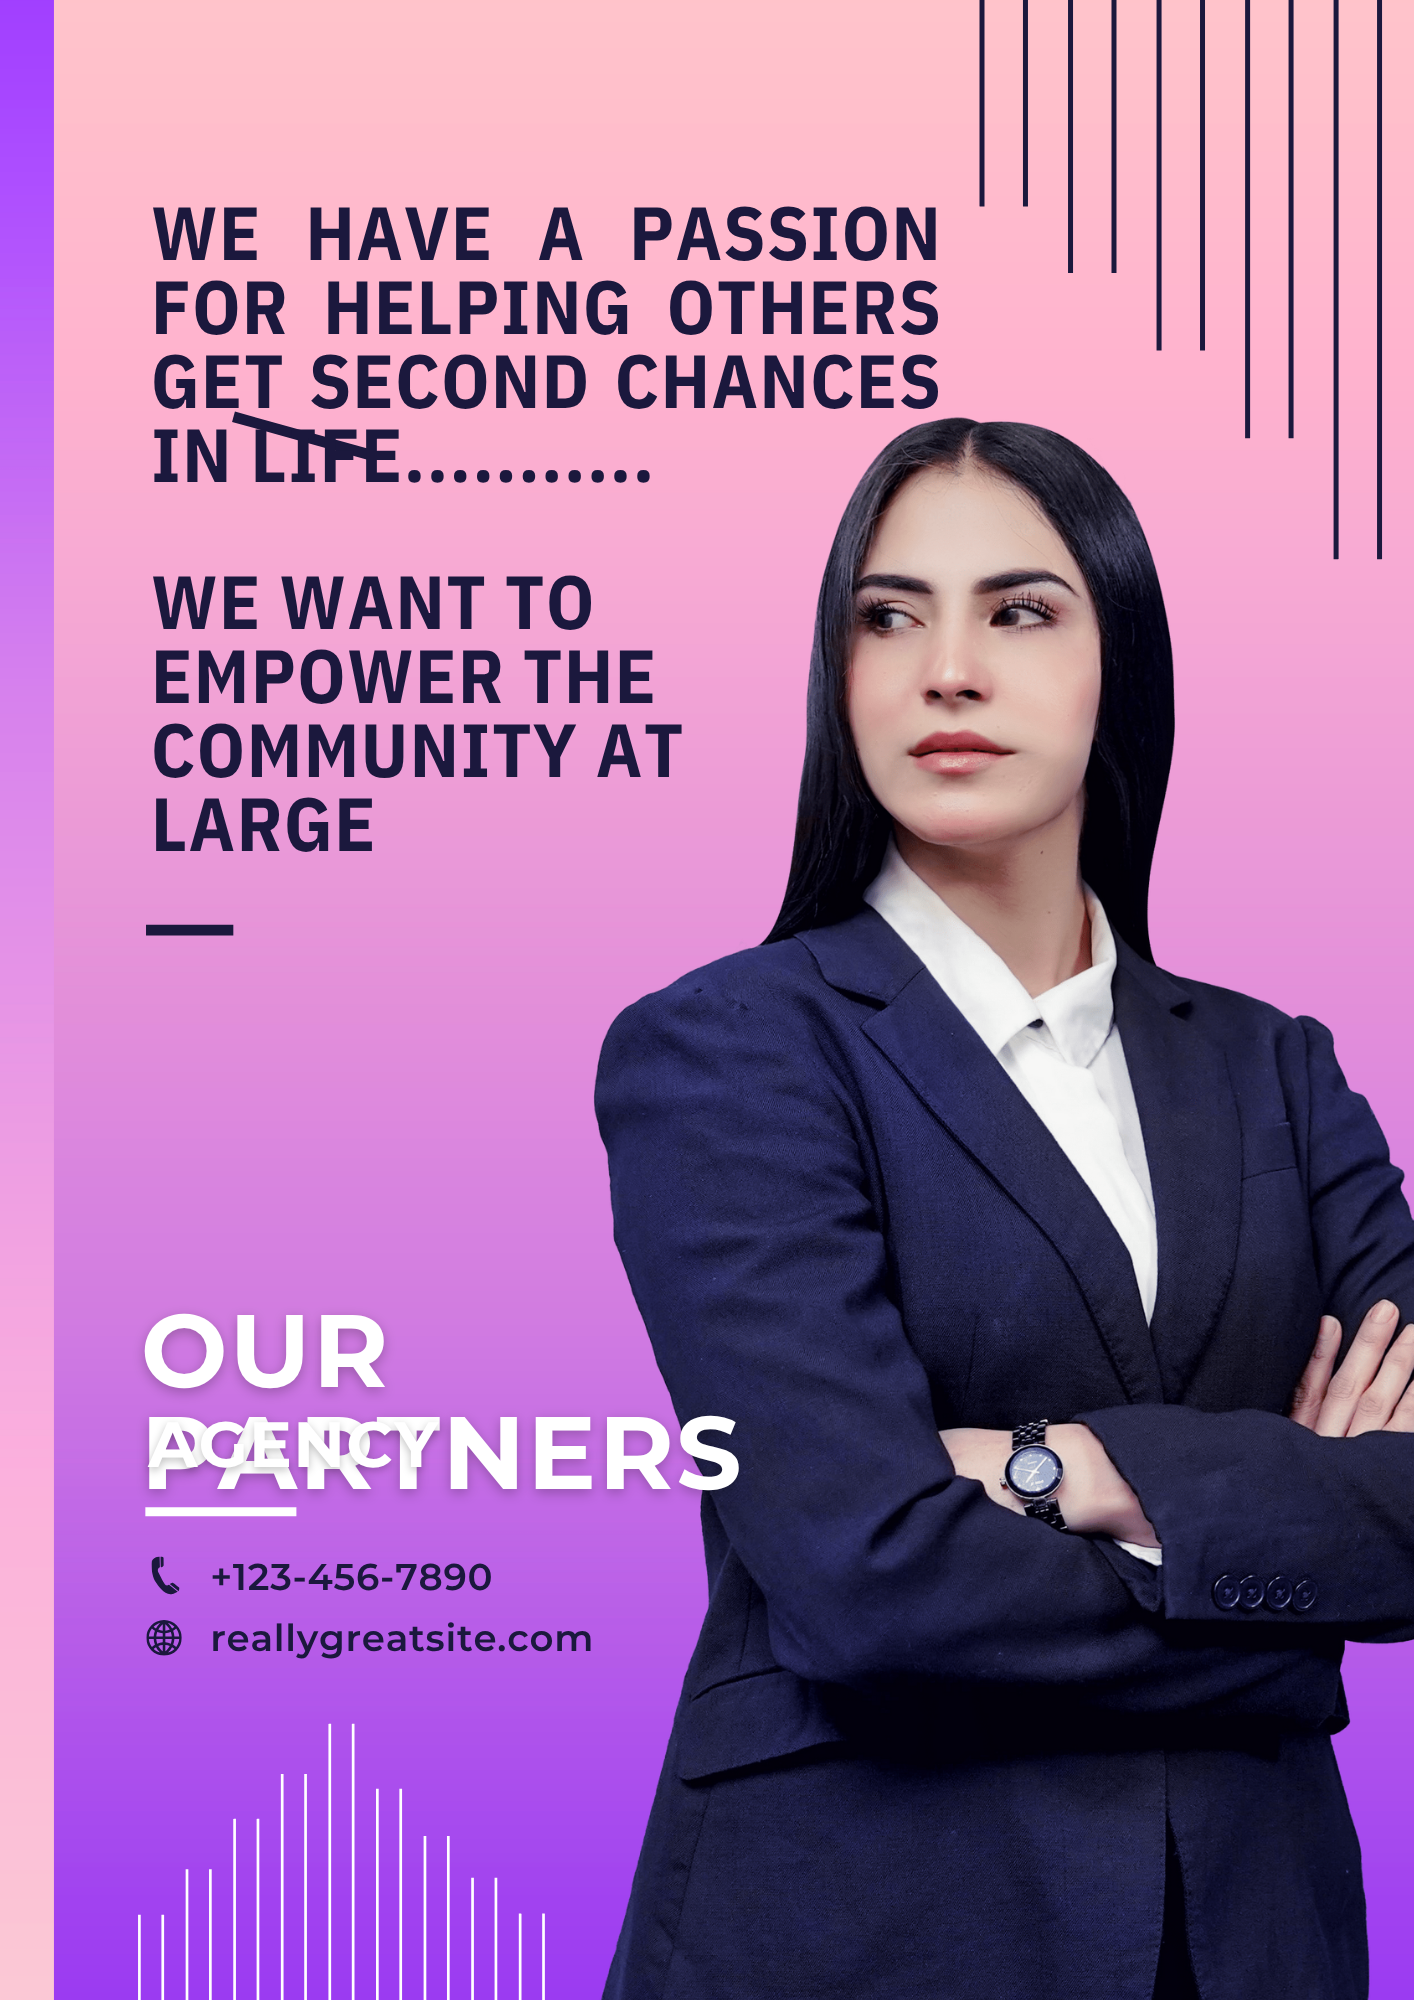 WE HAVE A PASSION
FOR HELPING OTHERS
GET SECOND CHANCES
IN LIFE...........
WE WANT TO
EMPOWER THE
COMMUNITY AT
LARGE
OUR
PARTNERS
AGENCY
+123-456-7890
reallygreatsite.com